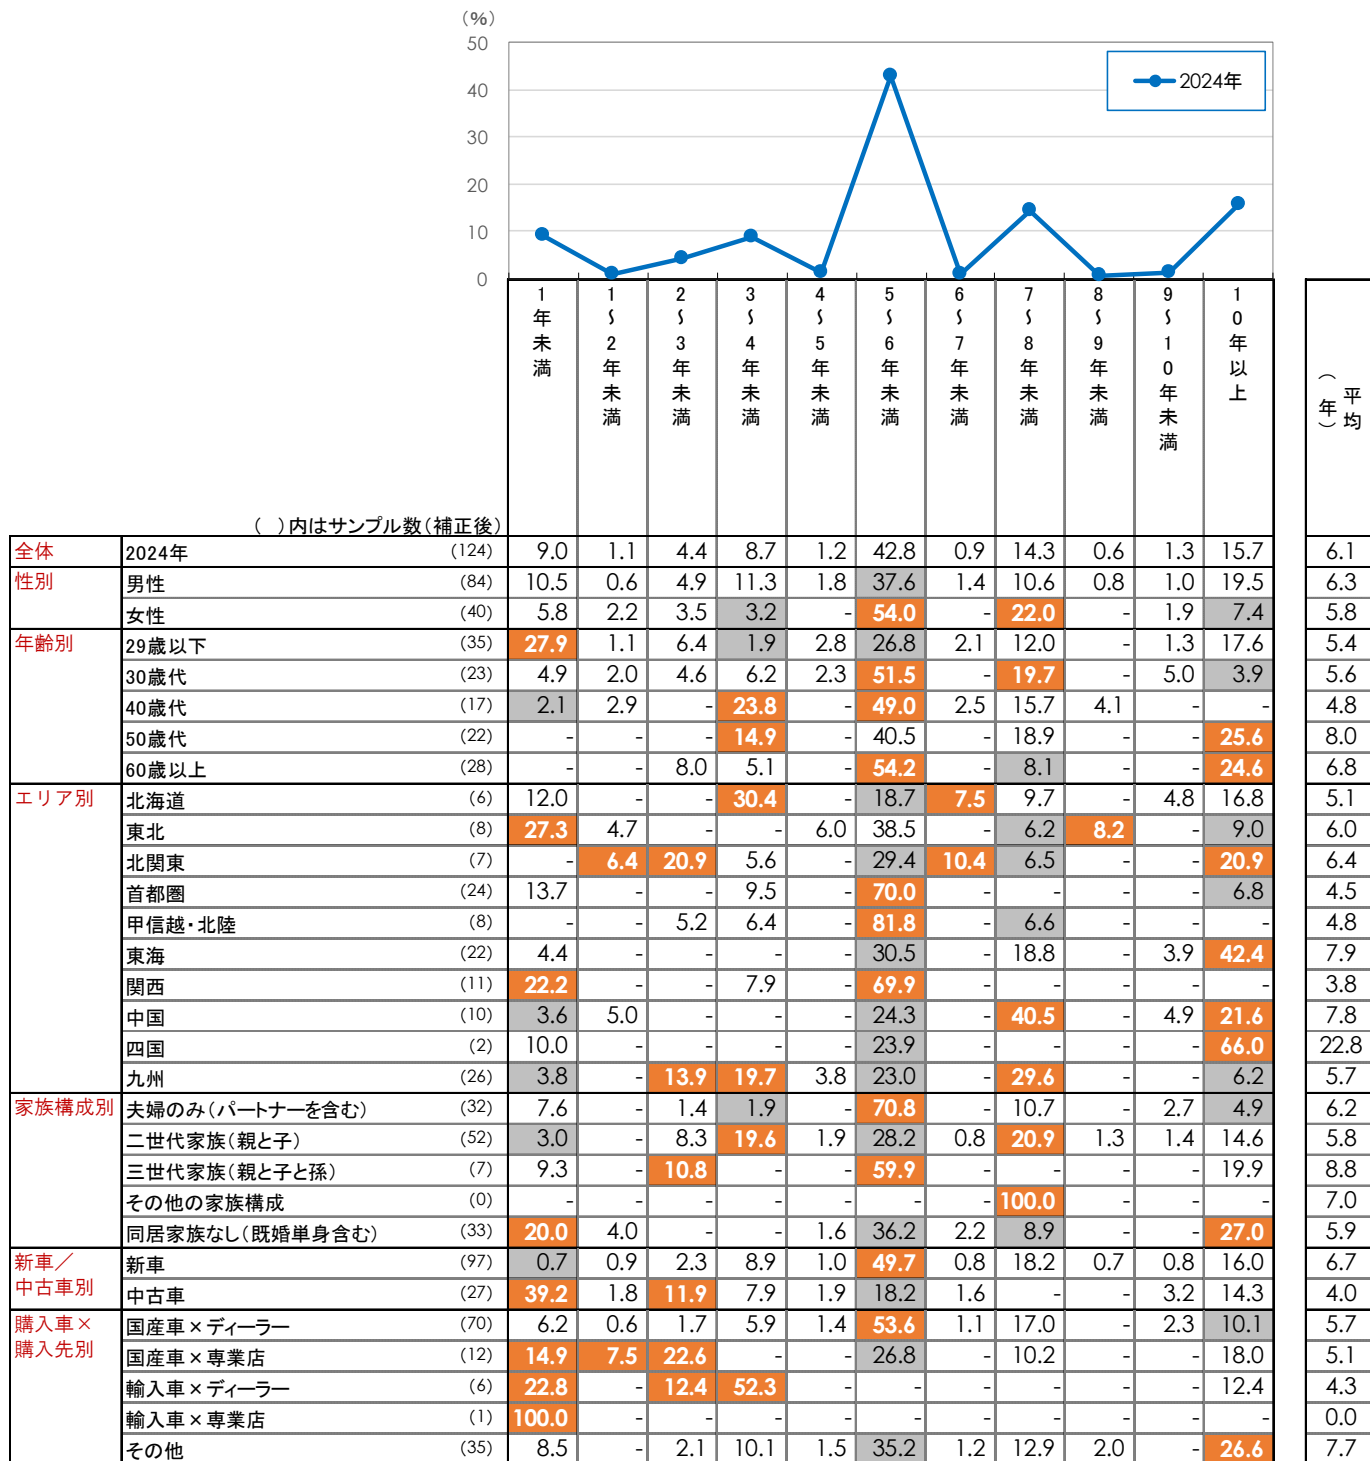 (%)
50
40
30
20
10
0
2024年
1年未満
1〜2年未満
2〜3年未満
3〜4年未満
4〜5年未満
5〜6年未満
6〜7年未満
7〜8年未満
8〜9年未満
9〜10年未満
10年以上
平均(年)
( )内はサンプル数(補正後)
全体 2024年 (124) 9.0 1.1 4.4 8.7 1.2 42.8 0.9 14.3 0.6 1.3 15.7 6.1
性別 男性 (84) 10.5 0.6 4.9 11.3 1.8 37.6 1.4 10.6 0.8 1.0 19.5 6.3
女性 (40) 5.8 2.2 3.5 3.2 - 54.0 - 22.0 - 1.9 7.4 5.8
年齢別 29歳以下 (35) 27.9 1.1 6.4 1.9 2.8 26.8 2.1 12.0 - 1.3 17.6 5.4
30歳代 (23) 4.9 2.0 4.6 6.2 2.3 51.5 - 19.7 - 5.0 3.9 5.6
40歳代 (17) 2.1 2.9 - 23.8 - 49.0 2.5 15.7 4.1 - - 4.8
50歳代 (22) - - - 14.9 - 40.5 - 18.9 - - 25.6 8.0
60歳以上 (28) - - 8.0 5.1 - 54.2 - 8.1 - - 24.6 6.8
エリア別 北海道 (6) 12.0 - - 30.4 - 18.7 7.5 9.7 - 4.8 16.8 5.1
東北 (8) 27.3 4.7 - - 6.0 38.5 - 6.2 8.2 - 9.0 6.0
北関東 (7) - 6.4 20.9 5.6 - 29.4 10.4 6.5 - - 20.9 6.4
首都圏 (24) 13.7 - - 9.5 - 70.0 - - - - 6.8 4.5
甲信越・北陸 (8) - - 5.2 6.4 - 81.8 - 6.6 - - - 4.8
東海 (22) 4.4 - - - - 30.5 - 18.8 - 3.9 42.4 7.9
関西 (11) 22.2 - - 7.9 - 69.9 - - - - - 3.8
中国 (10) 3.6 5.0 - - - 24.3 - 40.5 - 4.9 21.6 7.8
四国 (2) 10.0 - - - - 23.9 - - - - 66.0 22.8
九州 (26) 3.8 - 13.9 19.7 3.8 23.0 - 29.6 - - 6.2 5.7
家族構成別 夫婦のみ(パートナーを含む) (32) 7.6 - 1.4 1.9 - 70.8 - 10.7 - 2.7 4.9 6.2
二世代家族(親と子) (52) 3.0 - 8.3 19.6 1.9 28.2 0.8 20.9 1.3 1.4 14.6 5.8
三世代家族(親と子と孫) (7) 9.3 - 10.8 - - 59.9 - - - - 19.9 8.8
その他の家族構成 (0) - - - - - - - 100.0 - - - 7.0
同居家族なし(既婚単身含む) (33) 20.0 4.0 - - 1.6 36.2 2.2 8.9 - - 27.0 5.9
新車/ 新車 (97) 0.7 0.9 2.3 8.9 1.0 49.7 0.8 18.2 0.7 0.8 16.0 6.7
中古車別 中古車 (27) 39.2 1.8 11.9 7.9 1.9 18.2 1.6 - - 3.2 14.3 4.0
購入車× 国産車×ディーラー (70) 6.2 0.6 1.7 5.9 1.4 53.6 1.1 17.0 - 2.3 10.1 5.7
購入先別 国産車×専業店 (12) 14.9 7.5 22.6 - - 26.8 - 10.2 - - 18.0 5.1
輸入車×ディーラー (6) 22.8 - 12.4 52.3 - - - - - - 12.4 4.3
輸入車×専業店 (1) 100.0 - - - - - - - - - - 0.0
その他 (35) 8.5 - 2.1 10.1 1.5 35.2 1.2 12.9 2.0 - 26.6 7.7